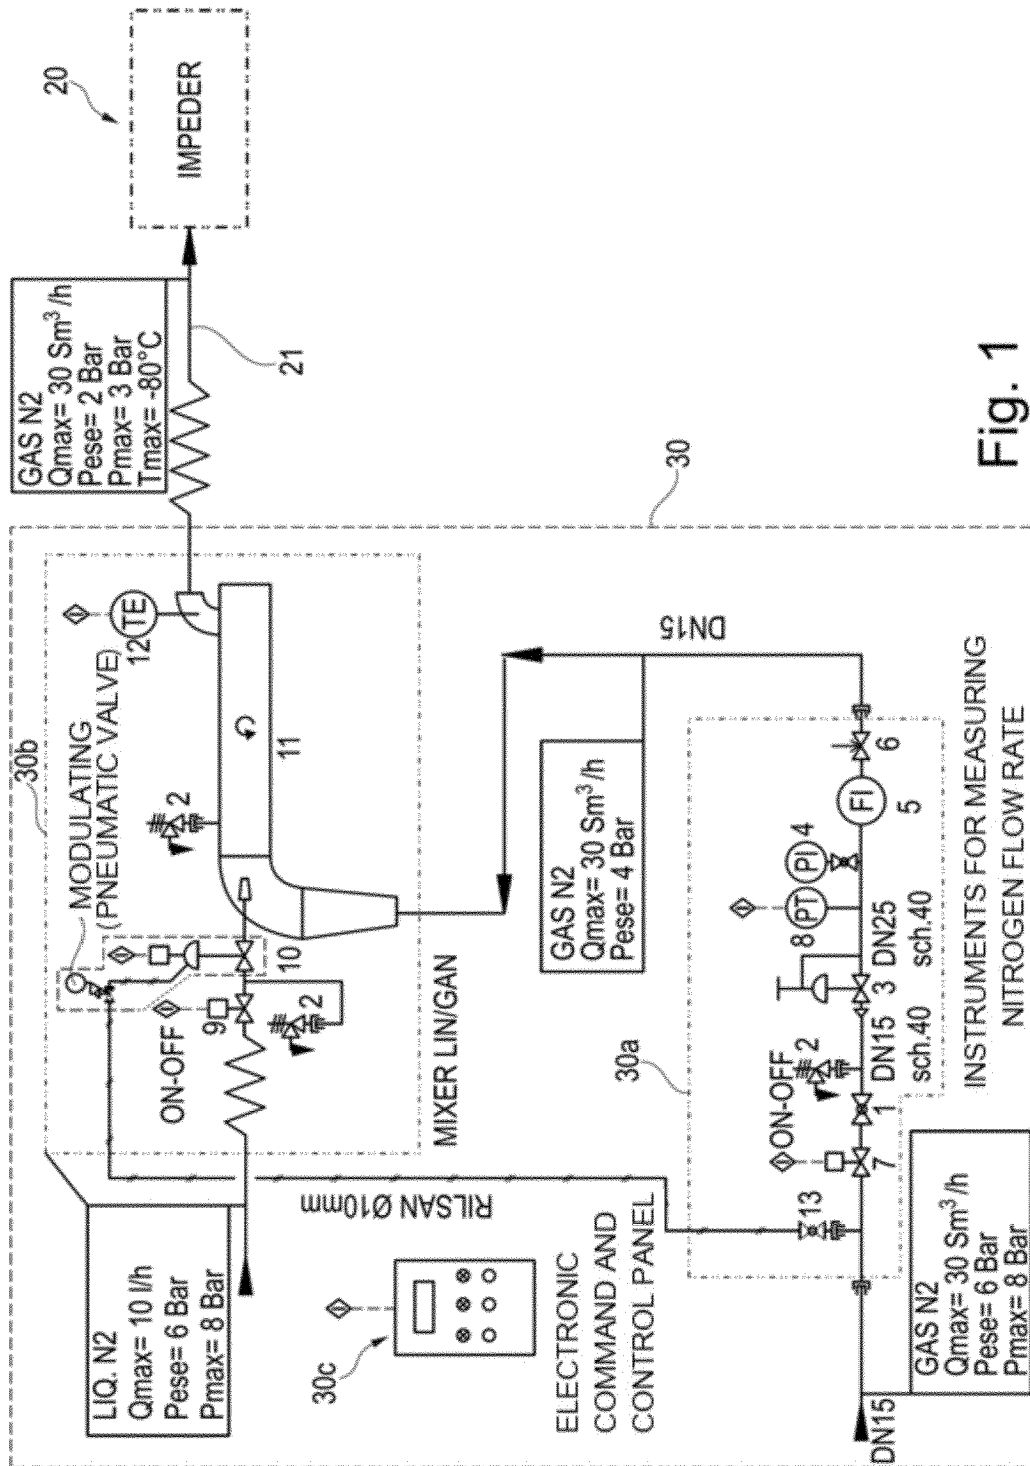 20
IMPEDER
GAS N2
Qmax= 30 Sm³/h
Pese= 2 Bar
Pmax= 3 Bar
Tmax= -80°C
21
Fig. 1
30
30b
MODULATING
(PNEUMATIC VALVE)
12
TE
2
11
10
ON-OFF
9
2
MIXER LIN/GAN
LIQ. N2
Qmax= 10 l/h
Pese= 6 Bar
Pmax= 8 Bar
RILSAN Ø10mm
30c
ELECTRONIC
COMMAND AND
CONTROL PANEL
DN15
GAS N2
Qmax= 30 Sm³/h
Pese= 4 Bar
30a
6
FI
5
PI
4
PT
8
DN25
sch.40
3
DN15
sch.40
2
1
ON-OFF
7
13
INSTRUMENTS FOR MEASURING
NITROGEN FLOW RATE
DN15
GAS N2
Qmax= 30 Sm³/h
Pese= 6 Bar
Pmax= 8 Bar